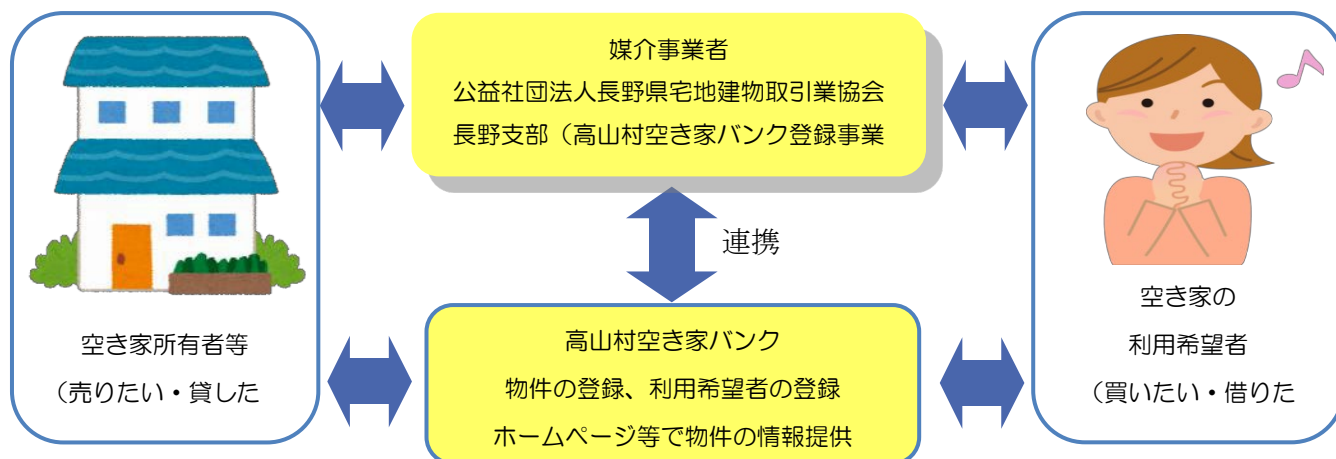 媒介事業者
公益社団法人長野県宅地建物取引業協会
長野支部（高山村空き家バンク登録事業
連携
空き家所有者等
（売りたい・貸した
高山村空き家バンク
物件の登録、利用希望者の登録
ホームページ等で物件の情報提供
空き家の
利用希望者
（買いたい・借りた